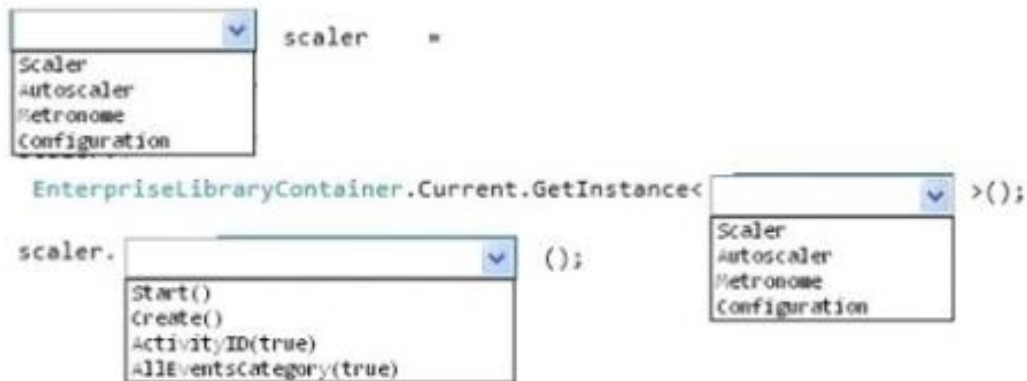 scaler =
Scaler
Autoscaler
Metronome
Configuration
EnterpriseLibraryContainer.Current.GetInstance< >();
Scaler
Autoscaler
Metronome
Configuration
scaler. ();
Start()
Create()
ActivityID(true)
AllEventsCategory(true)